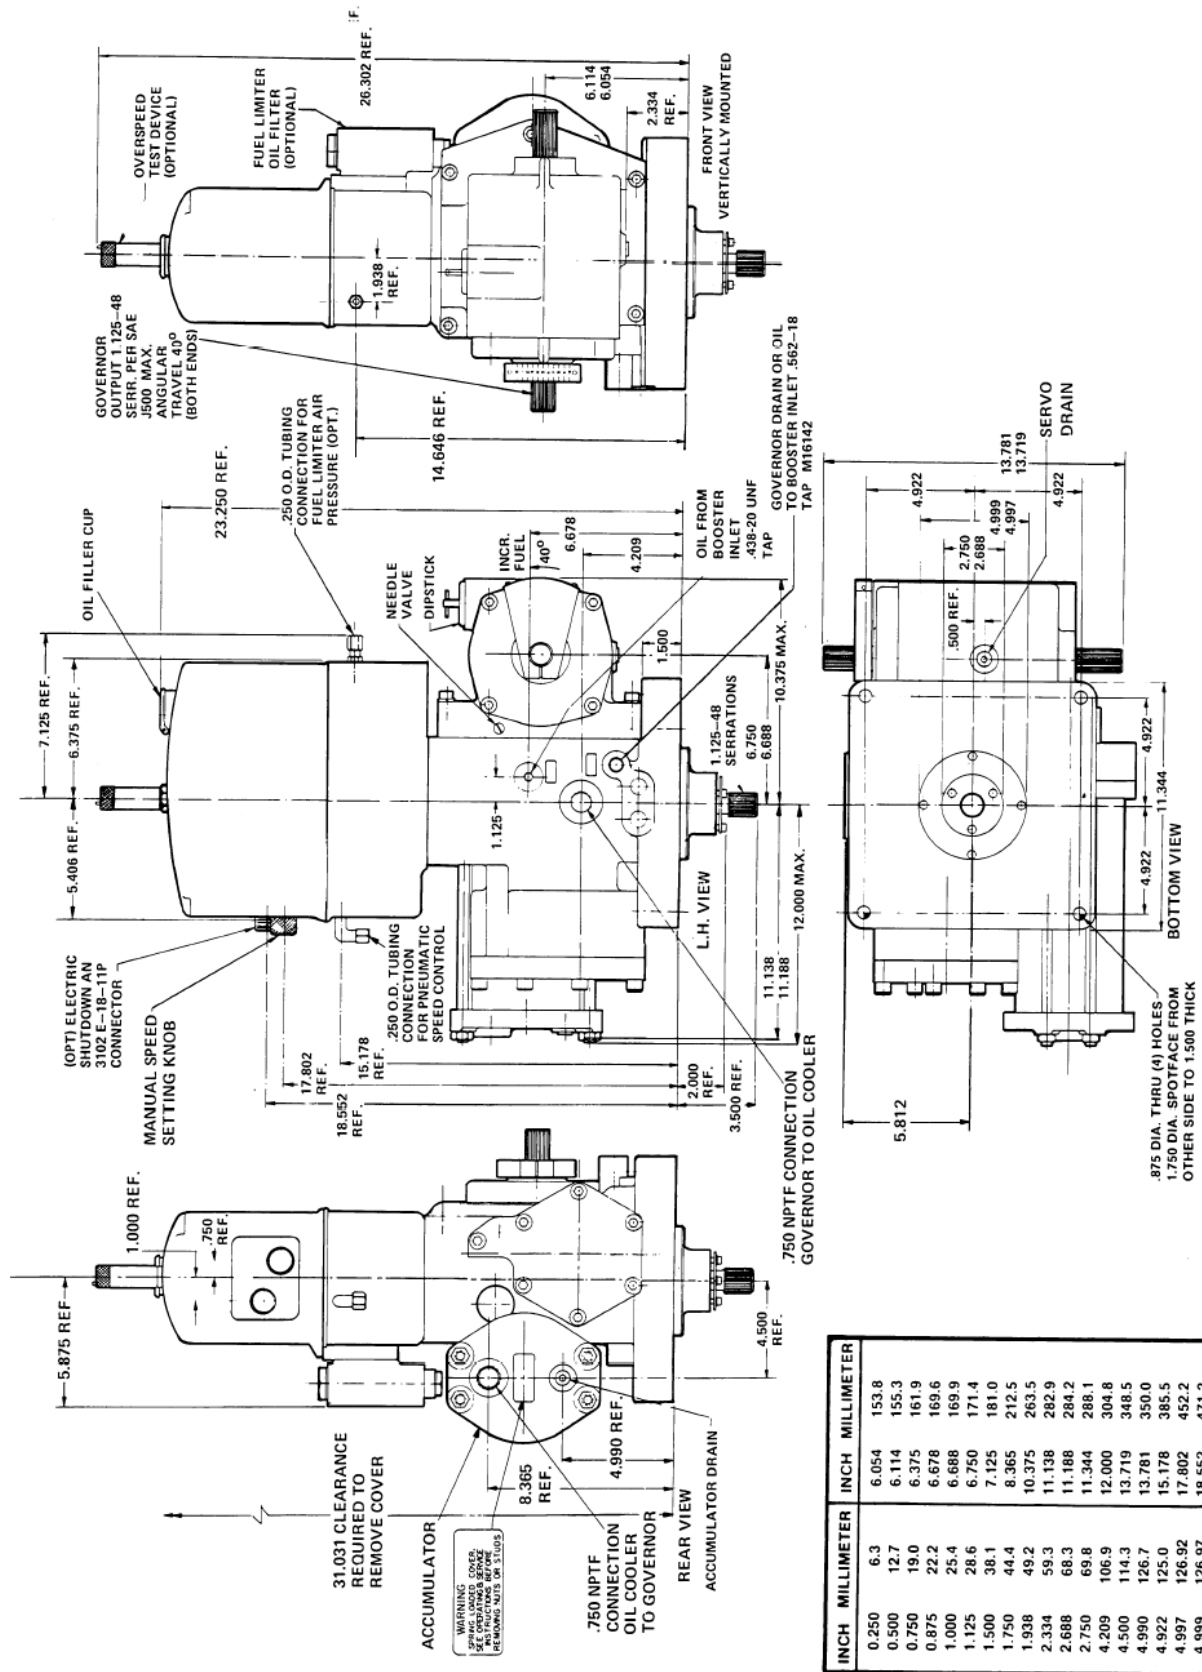 OVERSPEED
TEST DEVICE
(OPTIONAL)
FUEL LIMITER
OIL FILTER
(OPTIONAL)
26.302 REF.
F.
6.114
6.054
2.334
REF.
FRONT VIEW
VERTICALLY MOUNTED
1.938
REF.
GOVERNOR
OUTPUT 1.125-48
SERR. PER SAE
J500 MAX.
ANGULAR
TRAVEL 40°
(BOTH ENDS)
14.646 REF.
OIL FILLER CUP
7.125 REF.
6.375 REF.
5.406 REF.
23.250 REF.
.250 O.D. TUBING
CONNECTION FOR
FUEL LIMITER AIR
PRESSURE (OPT.)
NEEDLE
VALVE
DIPSTICK
INCR.
FUEL
40°
6.678
4.209
OIL FROM
BOOSTER
INLET
.438-20 UNF
TAP
GOVERNOR DRAIN OR OIL
TO BOOSTER INLET .562-18
TAP M16142
1.125
1.500
1.125-48
SERRATIONS
6.750
6.688
10.375 MAX.
L.H. VIEW
11.138
11.188
12.000 MAX.
(OPT) ELECTRIC
SHUTDOWN AN
3102 E-18-11P
CONNECTOR
MANUAL SPEED
SETTING KNOB
.250 O.D. TUBING
CONNECTION
FOR PNEUMATIC
SPEED CONTROL
15.178
REF.
17.802
REF.
18.552
REF.
2.000
REF.
3.500 REF.
.750 NPTF CONNECTION
GOVERNOR TO OIL COOLER
1.000 REF.
.750
REF.
5.875 REF
31.031 CLEARANCE
REQUIRED TO
REMOVE COVER
ACCUMULATOR
WARNING
SPRING LOADED COVER,
SEE OPERATING & SERVICE
INSTRUCTIONS BEFORE
REMOVING NUTS OR STUDS
8.365
REF.
4.990 REF.
4.500
REF.
.750 NPTF
CONNECTION
OIL COOLER
TO GOVERNOR
REAR VIEW
ACCUMULATOR DRAIN
SERVO
DRAIN
13.781
13.719
4.922
4.922
4.999
4.997
2.750
2.688
.500 REF.
4.922
4.922
11.344
5.812
BOTTOM VIEW
.875 DIA. THRU (4) HOLES
1.750 DIA. SPOTFACE FROM
OTHER SIDE TO 1.500 THICK
INCH MILLIMETER INCH MILLIMETER
0.250 6.3 6.054 153.8
0.500 12.7 6.114 155.3
0.750 19.0 6.375 161.9
0.875 22.2 6.678 169.6
1.000 25.4 6.688 169.9
1.125 28.6 6.750 171.4
1.500 38.1 7.125 181.0
1.750 44.4 8.365 212.5
1.938 49.2 10.375 263.5
2.334 59.3 11.138 282.9
2.688 68.3 11.188 284.2
2.750 69.8 11.344 288.1
4.209 106.9 12.000 304.8
4.500 114.3 13.719 348.5
4.990 126.7 13.781 350.0
4.922 125.0 15.178 385.5
4.997 126.92 17.802 452.2
4.999 126.97 18.552 471.2